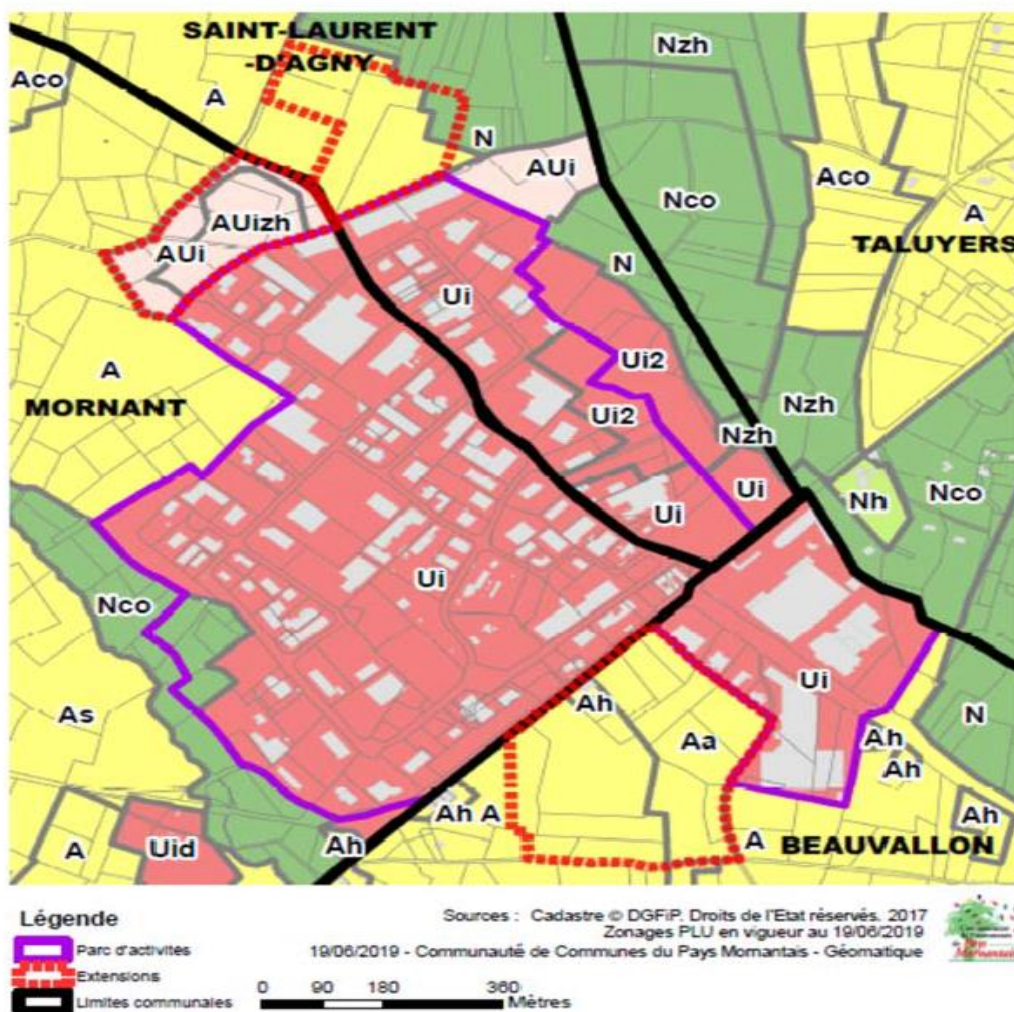 SAINT-LAURENT
-D'AGNY
Nzh
Aco
A
N
AUi
Aco
A
Nco
AUizh
TALUYERS
AUi
N
Ui
Ui2
A
MORNANT
Ui2
Nzh
Nzh
Ui
Nh
Nco
Ui
Ui
Nco
Ui
As
Ah
Aa
N
Ah
Ah
Ah
Ah A
A
BEAUVALLON
A
Uid
Ah
Légende
Parc d'activités
Extensions
Limites communales
Sources : Cadastre © DGFiP. Droits de l'Etat réservés. 2017
Zonages PLU en vigueur au 19/06/2019
19/06/2019 - Communauté de Communes du Pays Mornantais - Géomatique
0 90 180 360
Mètres
Pays
Mornantais